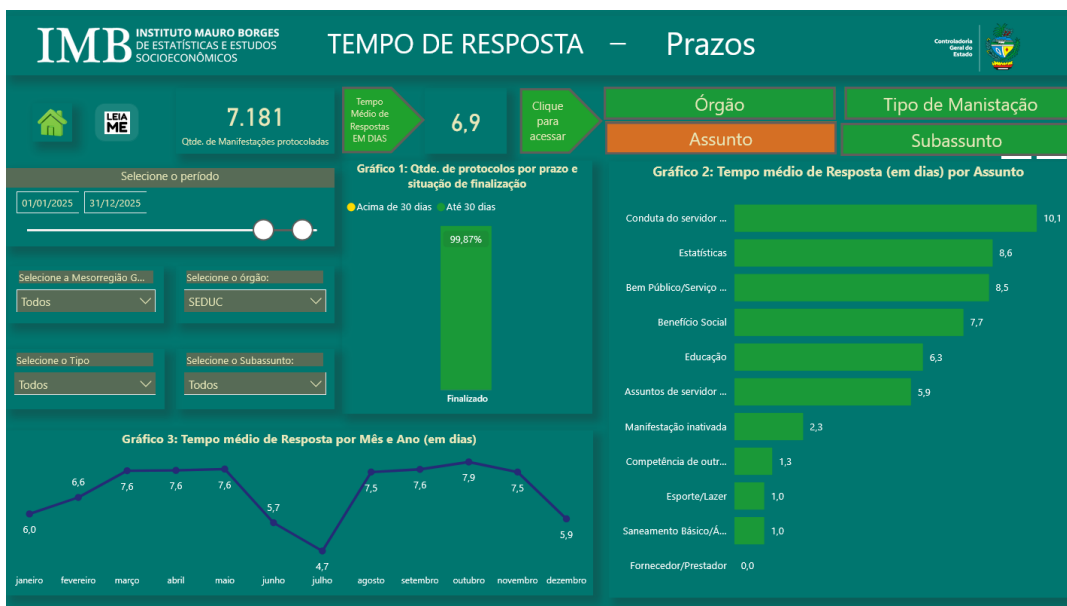 IMB
INSTITUTO MAURO BORGES
DE ESTATÍSTICAS E ESTUDOS
SOCIOECONÔMICOS
TEMPO DE RESPOSTA – Prazos
Controladoria
Geral do
Estado
LEIA
ME
7.181
Qtde. de Manifestações protocoladas
Tempo
Médio de
Respostas
EM DIAS
6,9
Clique
para
acessar
Órgão
Tipo de Manistação
Assunto
Subassunto
Selecione o período
01/01/2025
31/12/2025
Selecione a Mesorregião G...
Todos
Selecione o órgão:
SEDUC
Selecione o Tipo
Todos
Selecione o Subassunto:
Todos
Gráfico 1: Qtde. de protocolos por prazo e
situação de finalização
Acima de 30 dias
Até 30 dias
99,87%
Finalizado
Gráfico 2: Tempo médio de Resposta (em dias) por Assunto
Conduta do servidor ... 10,1
Estatísticas 8,6
Bem Público/Serviço ... 8,5
Benefício Social 7,7
Educação 6,3
Assuntos de servidor ... 5,9
Manifestação inativada 2,3
Competência de outr... 1,3
Esporte/Lazer 1,0
Saneamento Básico/Á... 1,0
Fornecedor/Prestador 0,0
Gráfico 3: Tempo médio de Resposta por Mês e Ano (em dias)
6,0 6,6 7,6 7,6 7,6 5,7 4,7 7,5 7,6 7,9 7,5 5,9
janeiro fevereiro março abril maio junho julho agosto setembro outubro novembro dezembro